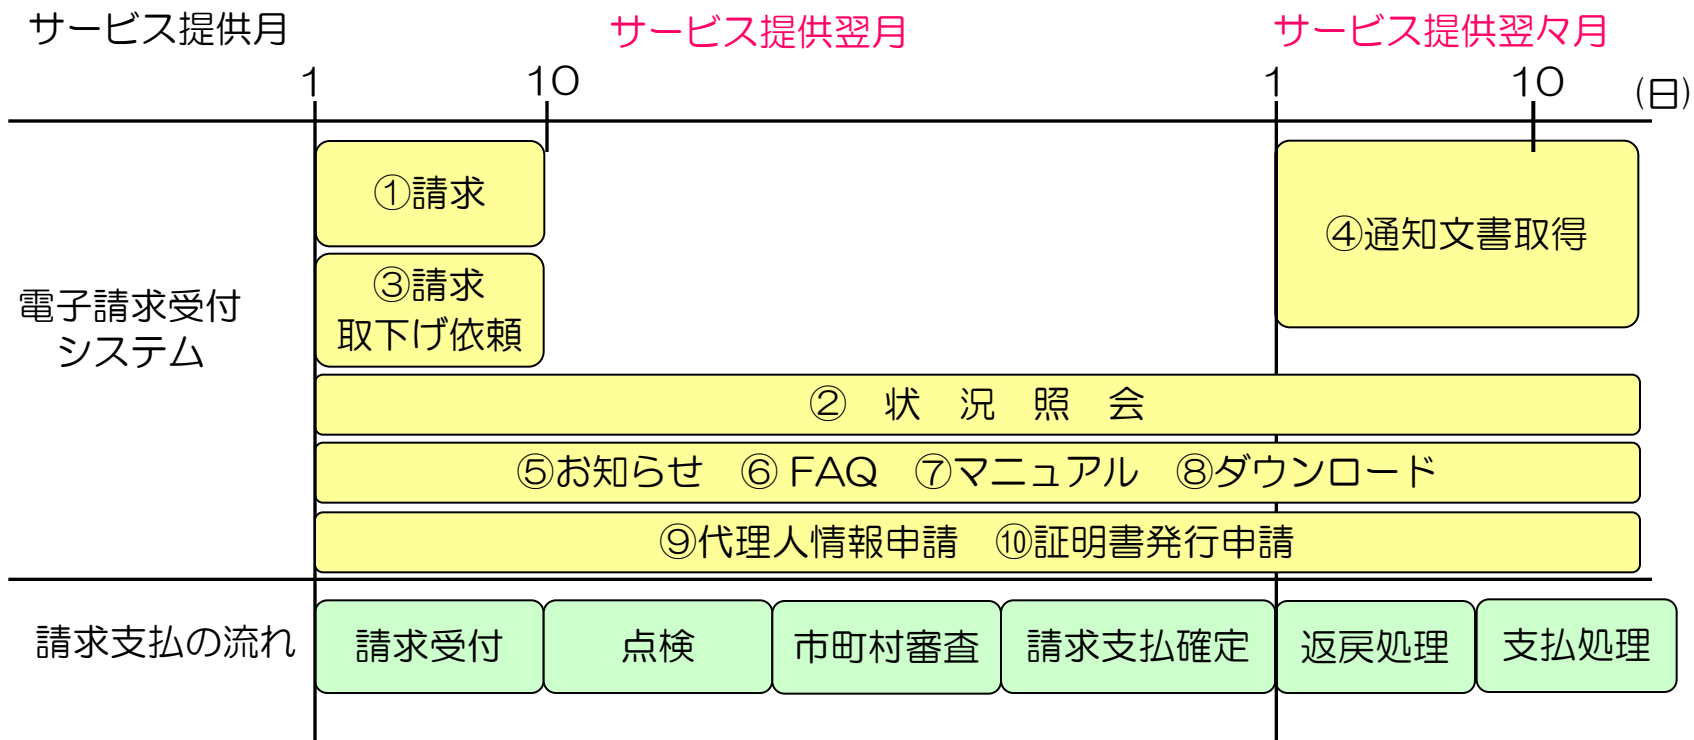 サービス提供月
サービス提供翌月
サービス提供翌々月
1
10
1
10
(日)
電子請求受付
システム
①請求
③請求
取下げ依頼
④通知文書取得
② 状 況 照 会
⑤お知らせ ⑥ FAQ ⑦マニュアル ⑧ダウンロード
⑨代理人情報申請 ⑩証明書発行申請
請求支払の流れ
請求受付
点検
市町村審査
請求支払確定
返戻処理
支払処理